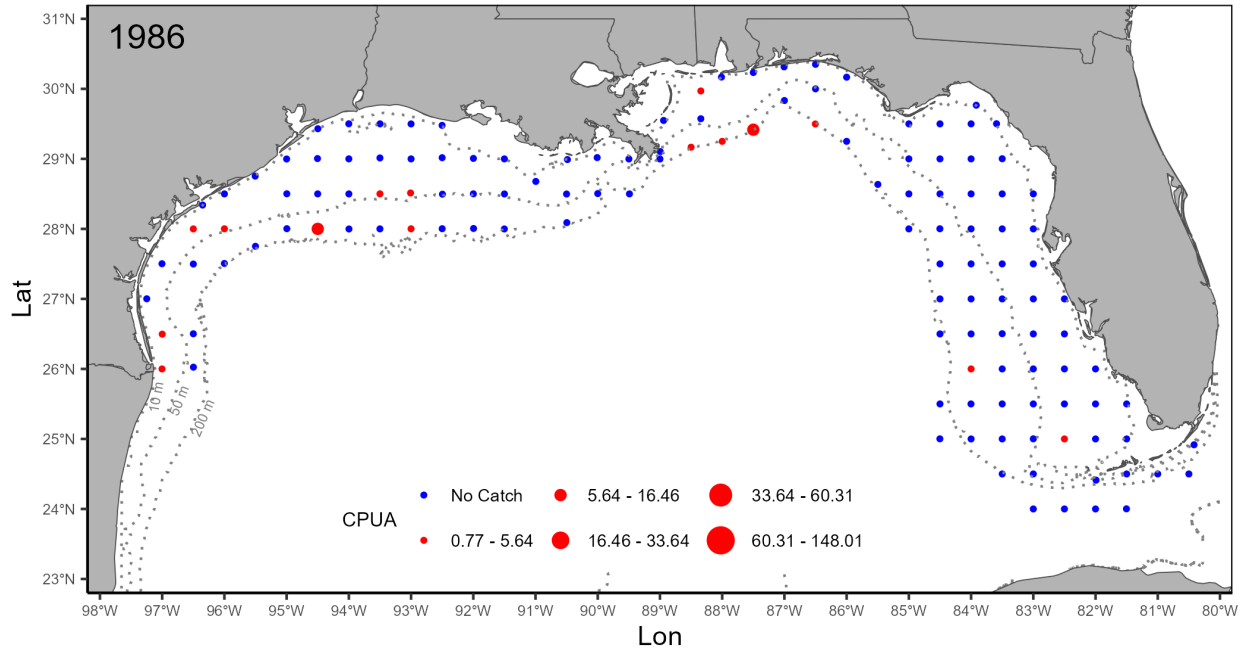 1986
31°N
30°N
29°N
28°N
27°N
26°N
25°N
24°N
23°N
Lat
10 m
50 m
200 m
CPUA
No Catch
5.64 - 16.46
33.64 - 60.31
0.77 - 5.64
16.46 - 33.64
60.31 - 148.01
98°W 97°W 96°W 95°W 94°W 93°W 92°W 91°W 90°W 89°W 88°W 87°W 86°W 85°W 84°W 83°W 82°W 81°W 80°W
Lon